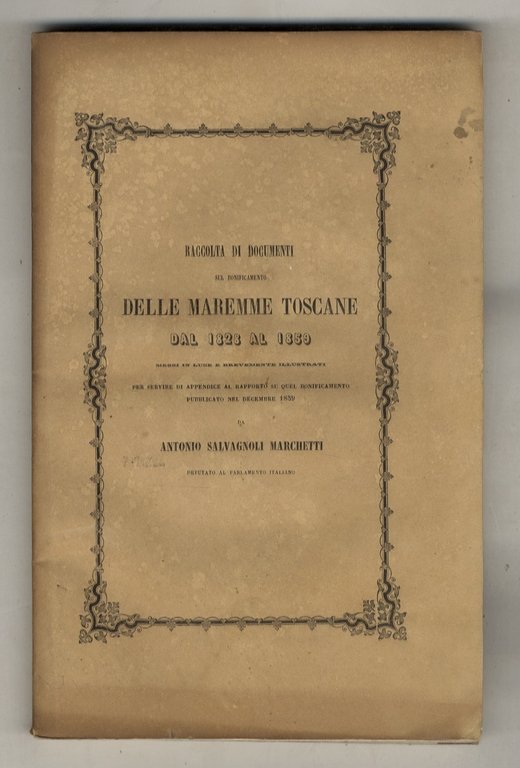 RACCOLTA DI DOCUMENTI
SUL BONIFICAMENTO
DELLE MAREMME TOSCANE
DAL 1828 AL 1859
MESSI IN LUCE E BREVEMENTE ILLUSTRATI
PER SERVIRE DI APPENDICE AL RAPPORTO SU QUEL BONIFICAMENTO
PUBBLICATO NEL DECEMBRE 1859
DA
ANTONIO SALVAGNOLI MARCHETTI
DEPUTATO AL PARLAMENTO ITALIANO